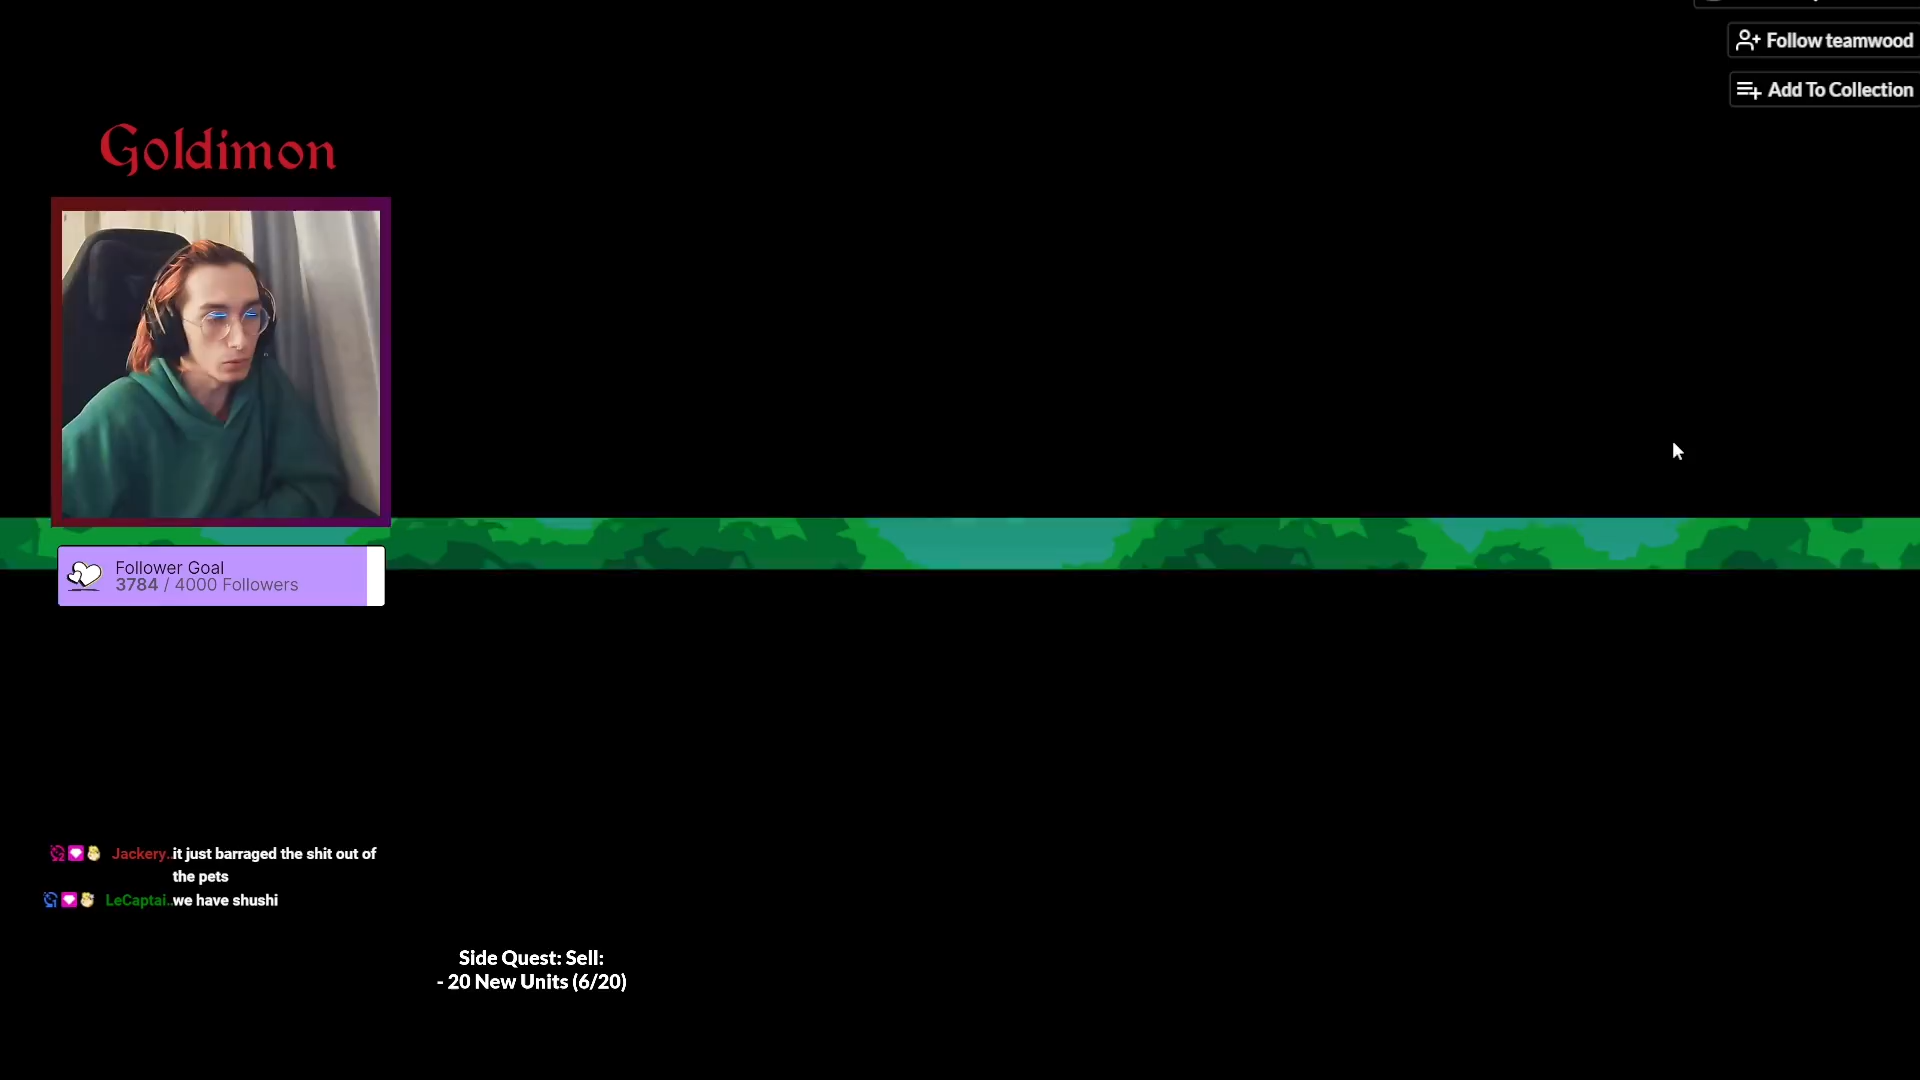 Follow teamwood
Add To Collection
Goldimon
Follower Goal
3784 / 4000 Followers
Jackery..it just barraged the shit out of
the pets
LeCaptai..we have shushi
Side Quest: Sell:
- 20 New Units (6/20)